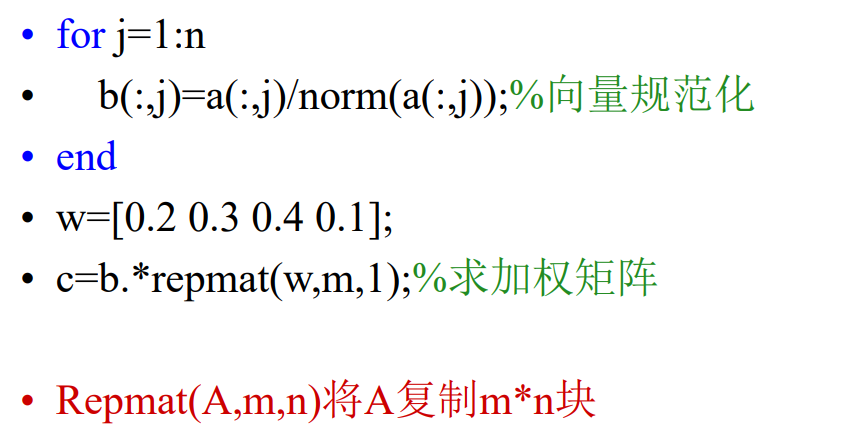 • for j=1:n
•    b(:,j)=a(:,j)/norm(a(:,j));%向量规范化
• end
• w=[0.2 0.3 0.4 0.1];
• c=b.*repmat(w,m,1);%求加权矩阵
• Repmat(A,m,n)将A复制m*n块